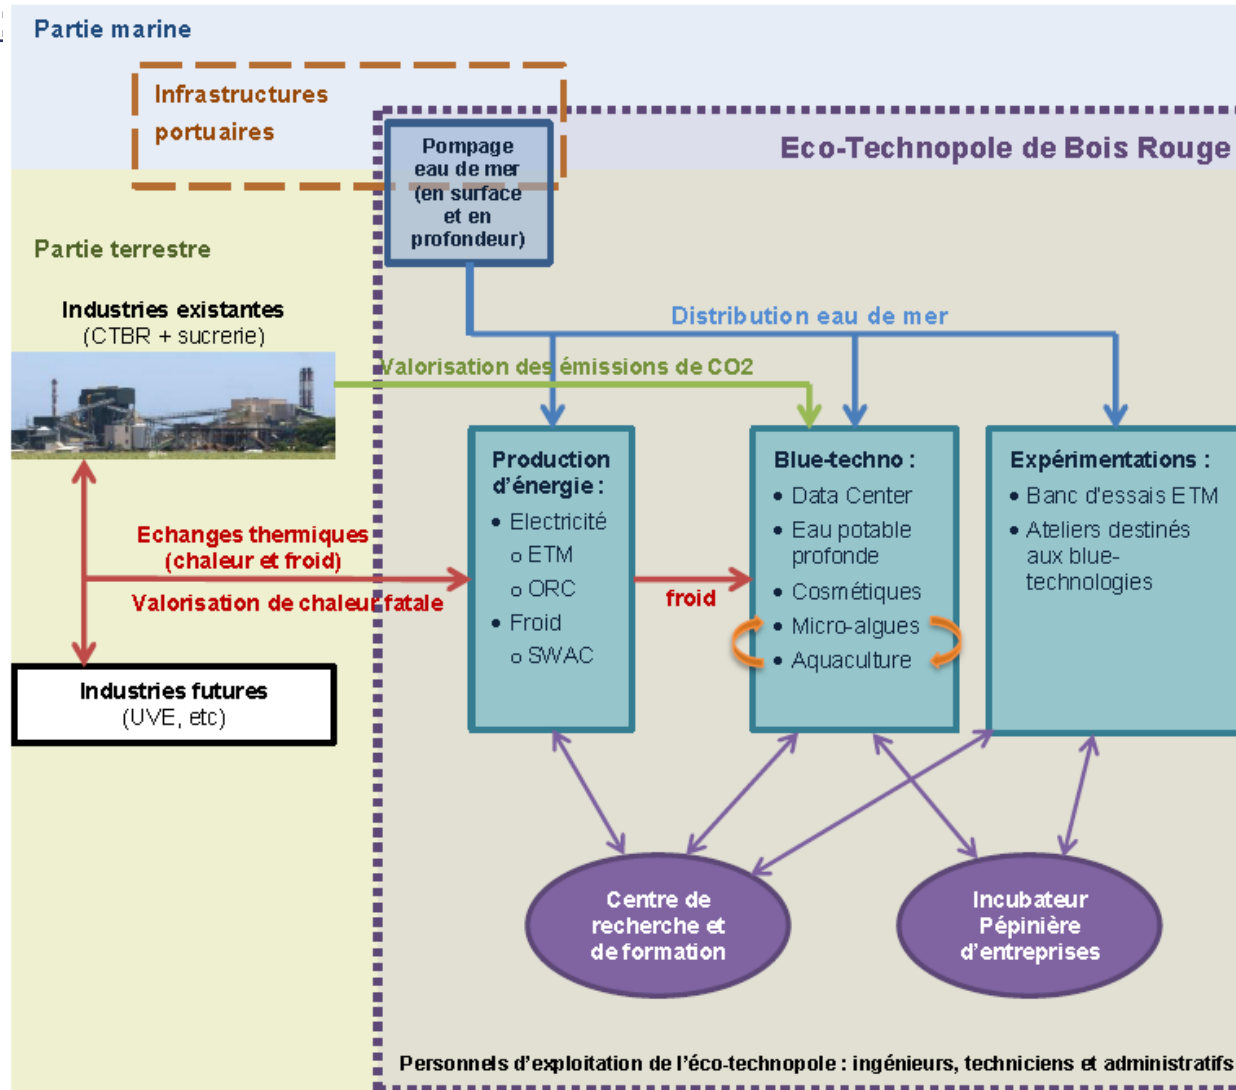 Partie marine
Infrastructures
portuaires
Pompage
eau de mer
(en surface
et en
profondeur)
Eco-Technopole de Bois Rouge
Partie terrestre
Industries existantes
(CTBR + sucrerie)
Distribution eau de mer
Valorisation des émissions de CO2
Production
d'énergie :
• Electricité
o ETM
o ORC
• Froid
o SWAC
Blue-techno :
• Data Center
• Eau potable
profonde
• Cosmétiques
• Micro-algues
• Aquaculture
Expérimentations :
• Banc d'essais ETM
• Ateliers destinés
aux blue-
technologies
Echanges thermiques
(chaleur et froid)
Valorisation de chaleur fatale
froid
Industries futures
(UVE, etc)
Centre de
recherche et
de formation
Incubateur
Pépinière
d'entreprises
Personnels d'exploitation de l'éco-technopole : ingénieurs, techniciens et administratifs